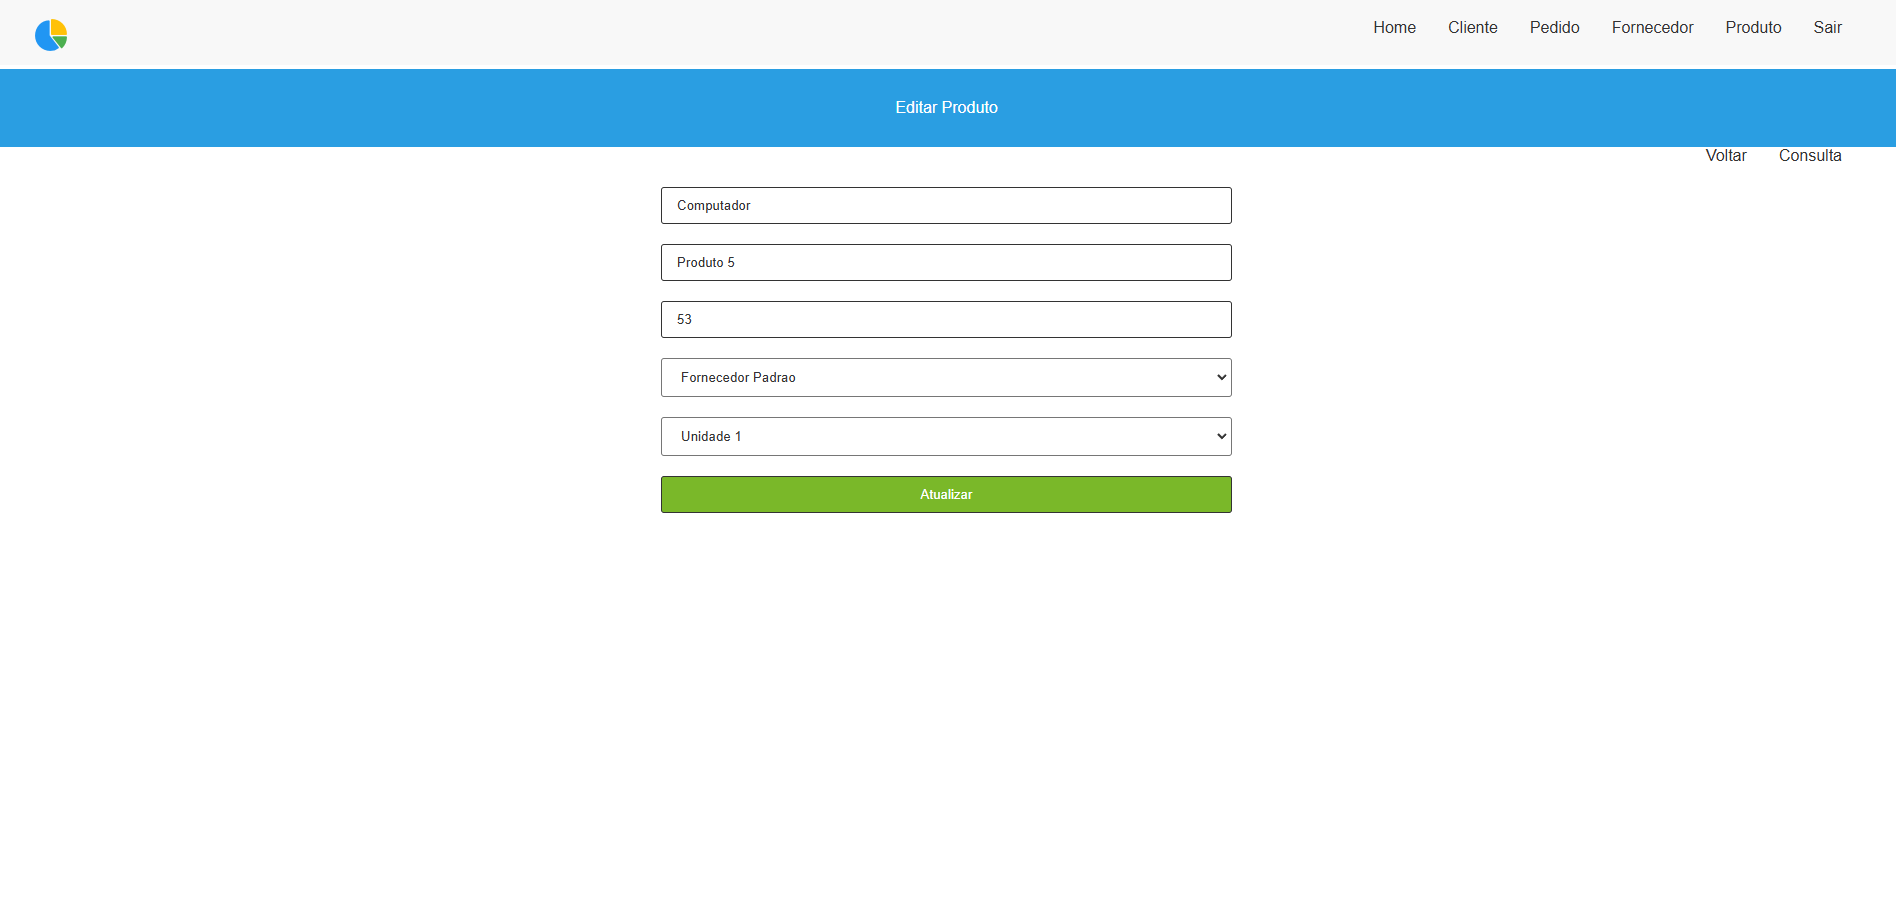 Home Cliente Pedido Fornecedor Produto Sair
Editar Produto
Voltar Consulta
Computador
Produto 5
53
Fornecedor Padrao
Unidade 1
Atualizar